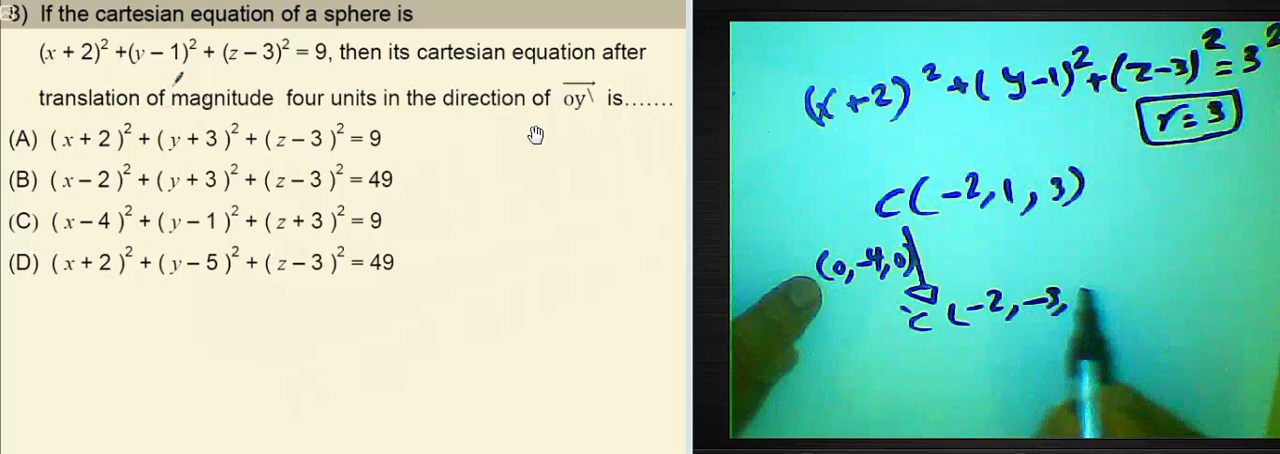 3) If the cartesian equation of a sphere is
(x + 2)² +(y – 1)² + (z – 3)² = 9, then its cartesian equation after
translation of magnitude four units in the direction of oy\ is.......
(A) ( x + 2 )² + ( y + 3 )² + ( z – 3 )² = 9
(B) ( x – 2 )² + ( y + 3 )² + ( z – 3 )² = 49
(C) ( x – 4 )² + ( y – 1 )² + ( z + 3 )² = 9
(D) ( x + 2 )² + ( y – 5 )² + ( z – 3 )² = 49
(x+2)²+(y-1)²+(z-3)²=3²
r=3
C(-2,1,3)
(0,-4,0)
`C(-2,-3,